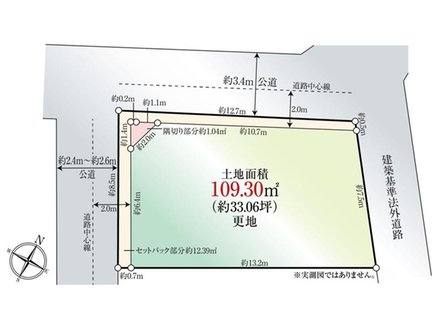 約3.4m 公道
道路中心線
約0.2m
約1.1m
約12.7m
2.0m
約0.5m
隅切り部分約1.04㎡
約10.7m
約1.4m
約2.0m
約2.4m～約2.6m
公道
約8.5m
2.0m
約6.4m
道路中心線
土地面積
109.30㎡
(約33.06坪)
更地
約7.5m
建築基準法外道路
セットバック部分約12.39㎡
約0.7m
約13.2m
※実測図ではありません。
N